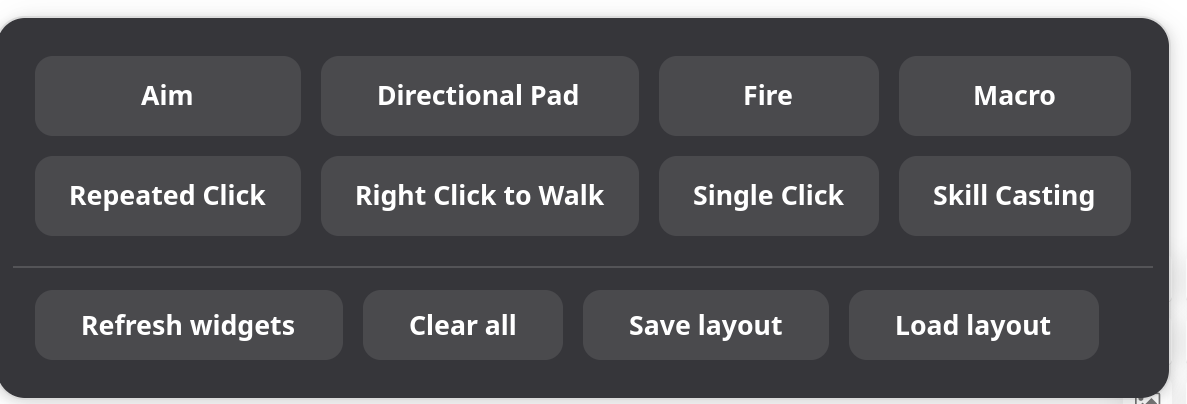 Aim Directional Pad Fire Macro
Repeated Click Right Click to Walk Single Click Skill Casting
Refresh widgets Clear all Save layout Load layout